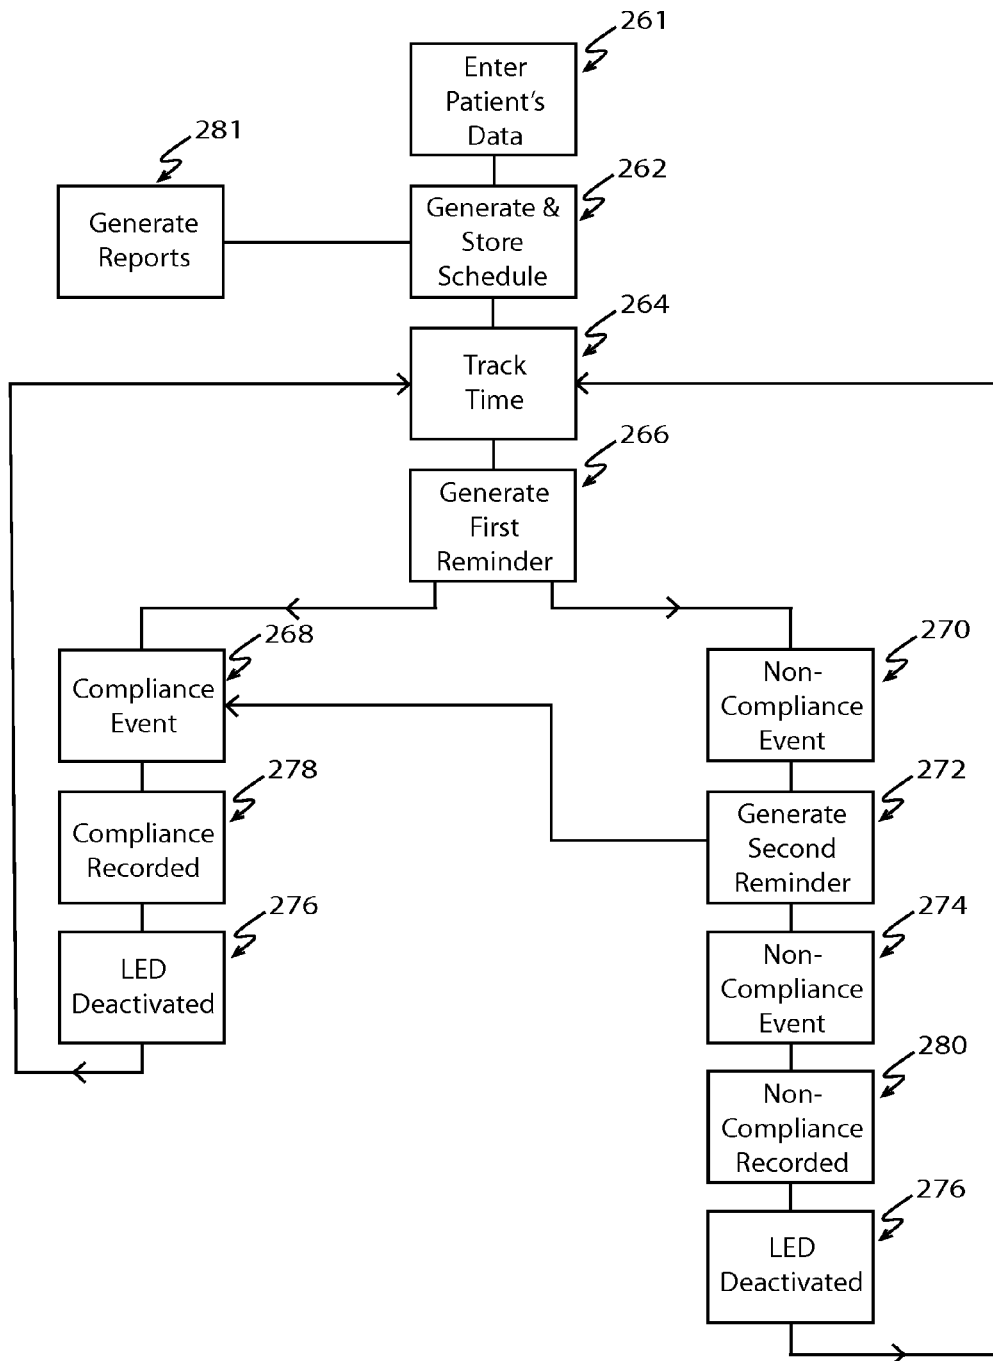 261
Enter
Patient's
Data
281
Generate
Reports
262
Generate &
Store
Schedule
264
Track
Time
266
Generate
First
Reminder
268
Compliance
Event
270
Non-
Compliance
Event
278
Compliance
Recorded
272
Generate
Second
Reminder
276
LED
Deactivated
274
Non-
Compliance
Event
280
Non-
Compliance
Recorded
276
LED
Deactivated